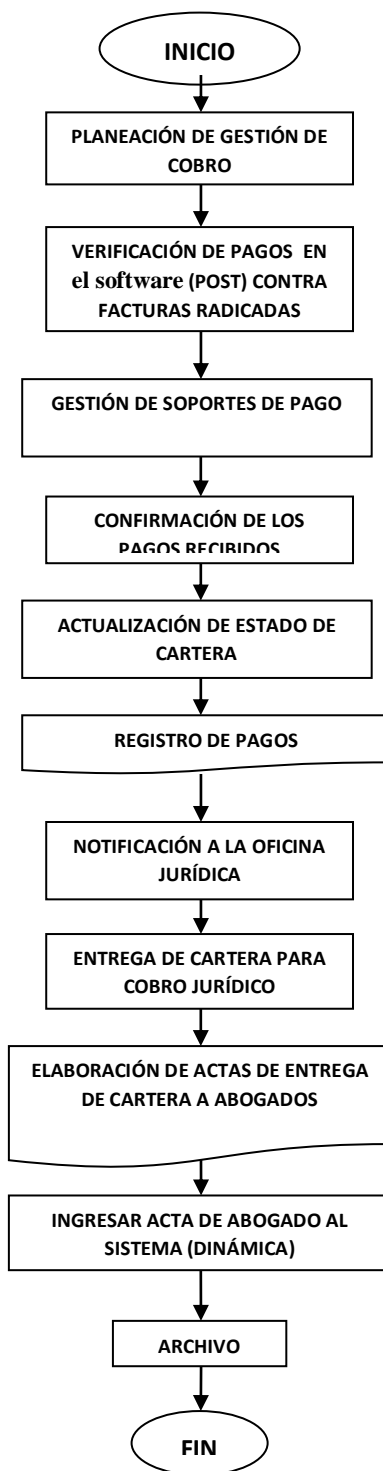 INICIO
PLANEACIÓN DE GESTIÓN DE
COBRO
VERIFICACIÓN DE PAGOS EN
el software (POST) CONTRA
FACTURAS RADICADAS
GESTIÓN DE SOPORTES DE PAGO
CONFIRMACIÓN DE LOS
PAGOS RECIBIDOS
ACTUALIZACIÓN DE ESTADO DE
CARTERA
REGISTRO DE PAGOS
NOTIFICACIÓN A LA OFICINA
JURÍDICA
ENTREGA DE CARTERA PARA
COBRO JURÍDICO
ELABORACIÓN DE ACTAS DE ENTREGA
DE CARTERA A ABOGADOS
INGRESAR ACTA DE ABOGADO AL
SISTEMA (DINÁMICA)
ARCHIVO
FIN